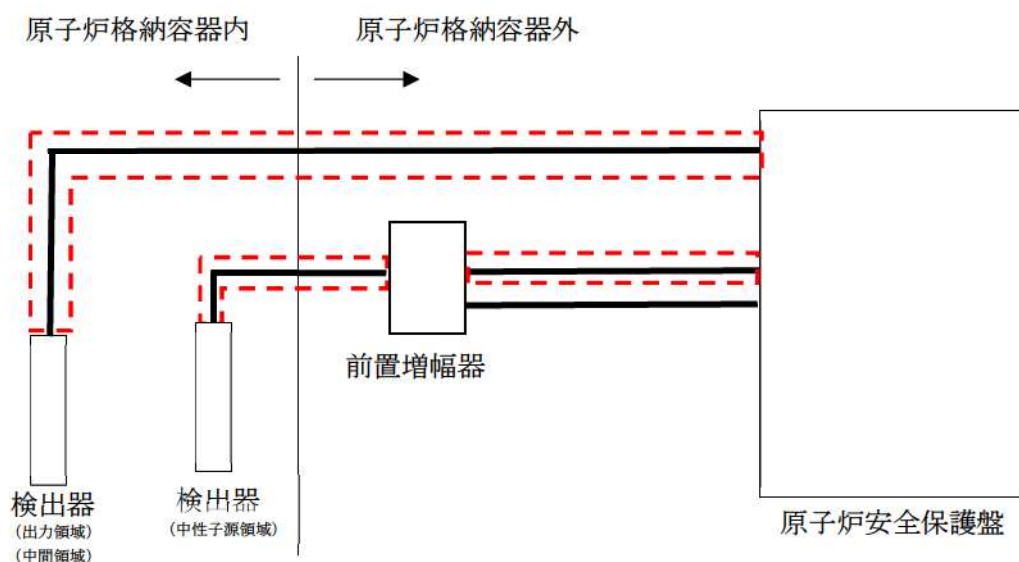 原子炉格納容器内
原子炉格納容器外
前置増幅器
検出器
(出力領域)
(中間領域)
検出器
(中性子源領域)
原子炉安全保護盤